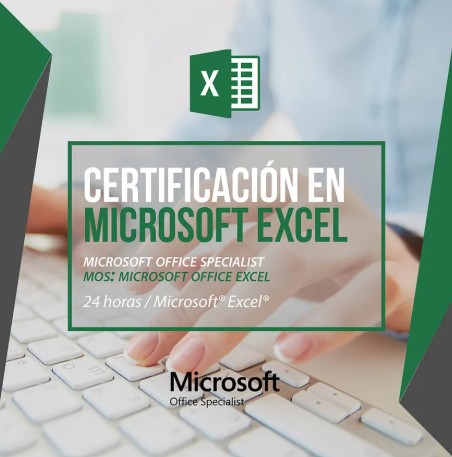 X
CERTIFICACIÓN EN
MICROSOFT EXCEL
MICROSOFT OFFICE SPECIALIST
MOS: MICROSOFT OFFICE EXCEL
24 horas / Microsoft® Excel®
Microsoft
Office Specialist